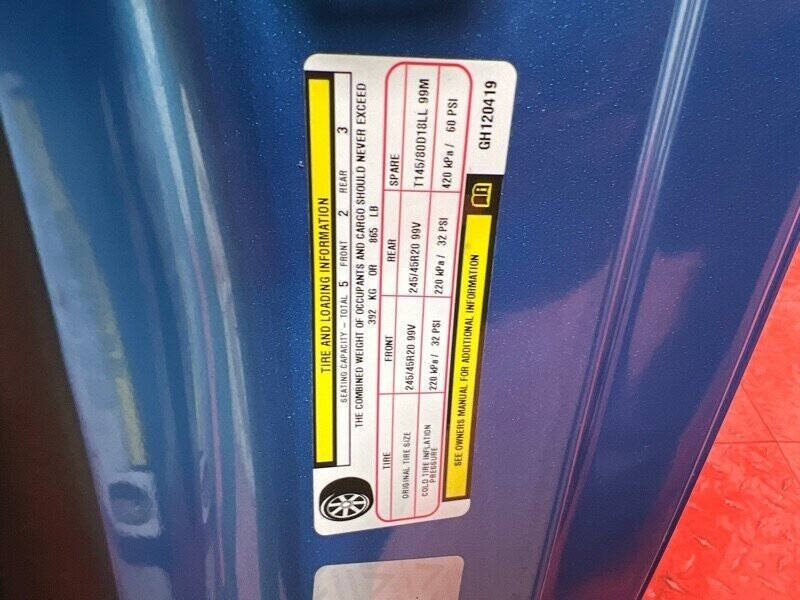 TIRE AND LOADING INFORMATION
SEATING CAPACITY - TOTAL 5 FRONT 2 REAR 3
THE COMBINED WEIGHT OF OCCUPANTS AND CARGO SHOULD NEVER EXCEED
392 KG OR 865 LB
TIRE FRONT REAR SPARE
ORIGINAL TIRE SIZE 245/45R20 99V 245/45R20 99V T145/80D18LL 99M
COLD TIRE INFLATION PRESSURE 220 kPa / 32 PSI 220 kPa / 32 PSI 420 kPa / 60 PSI
SEE OWNERS MANUAL FOR ADDITIONAL INFORMATION
GH120419